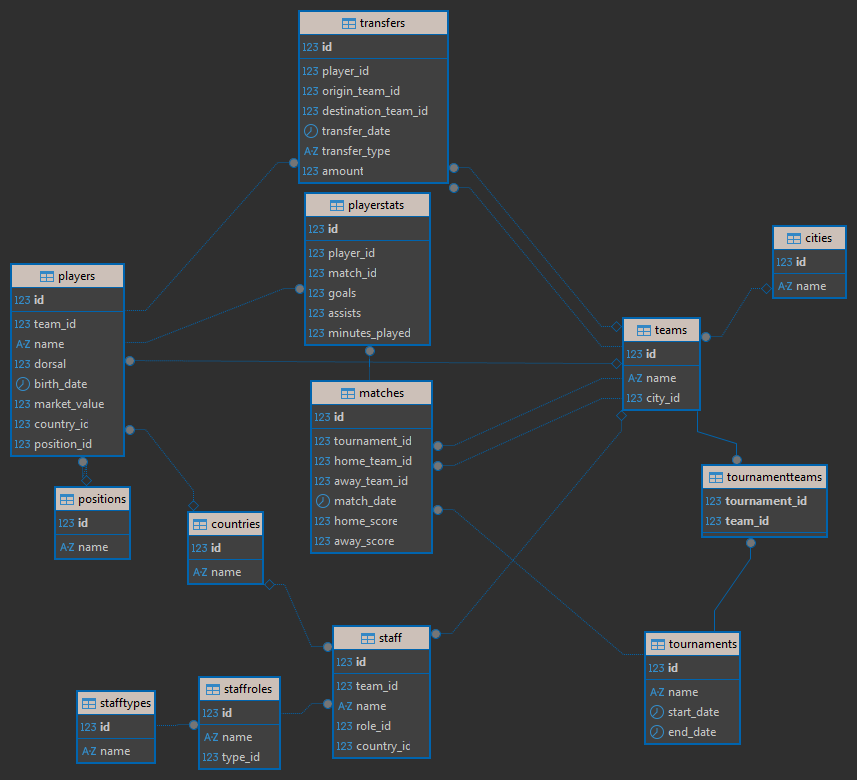 transfers
123 id
123 player_id
123 origin_team_id
123 destination_team_id
transfer_date
A-Z transfer_type
123 amount
playerstats
123 id
123 player_id
123 match_id
123 goals
123 assists
123 minutes_played
cities
123 id
A-Z name
players
123 id
123 team_id
A-Z name
123 dorsal
birth_date
123 market_value
123 country_ic
123 position_id
teams
123 id
A-Z name
123 city_id
matches
123 id
123 tournament_id
123 home_team_id
123 away_team_id
match_date
123 home_score
123 away_score
tournamentteams
123 tournament_id
123 team_id
positions
123 id
A-Z name
countries
123 id
A-Z name
staff
123 id
123 team_id
A-Z name
123 role_id
123 country_ic
tournaments
123 id
A-Z name
start_date
end_date
staffroles
123 id
A-Z name
123 type_id
stafftypes
123 id
A-Z name